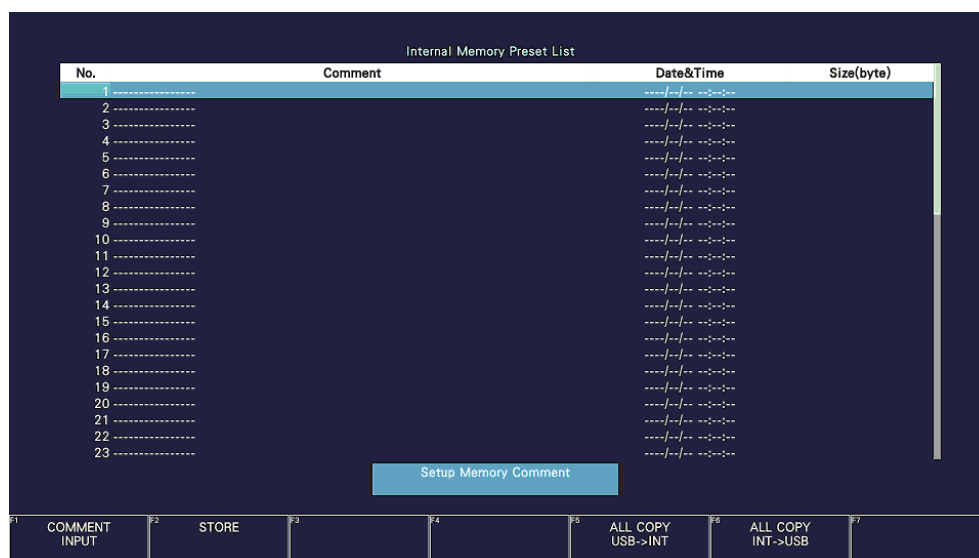 Internal Memory Preset List
No. Comment Date&Time Size(byte)
1 ---------------- ----/--/-- --:--:--
2 ---------------- ----/--/-- --:--:--
3 ---------------- ----/--/-- --:--:--
4 ---------------- ----/--/-- --:--:--
5 ---------------- ----/--/-- --:--:--
6 ---------------- ----/--/-- --:--:--
7 ---------------- ----/--/-- --:--:--
8 ---------------- ----/--/-- --:--:--
9 ---------------- ----/--/-- --:--:--
10 ---------------- ----/--/-- --:--:--
11 ---------------- ----/--/-- --:--:--
12 ---------------- ----/--/-- --:--:--
13 ---------------- ----/--/-- --:--:--
14 ---------------- ----/--/-- --:--:--
15 ---------------- ----/--/-- --:--:--
16 ---------------- ----/--/-- --:--:--
17 ---------------- ----/--/-- --:--:--
18 ---------------- ----/--/-- --:--:--
19 ---------------- ----/--/-- --:--:--
20 ---------------- ----/--/-- --:--:--
21 ---------------- ----/--/-- --:--:--
22 ---------------- ----/--/-- --:--:--
23 ---------------- ----/--/-- --:--:--
Setup Memory Comment
F1 COMMENT INPUT
F2 STORE
F3
F4
F5 ALL COPY USB->INT
F6 ALL COPY INT->USB
F7